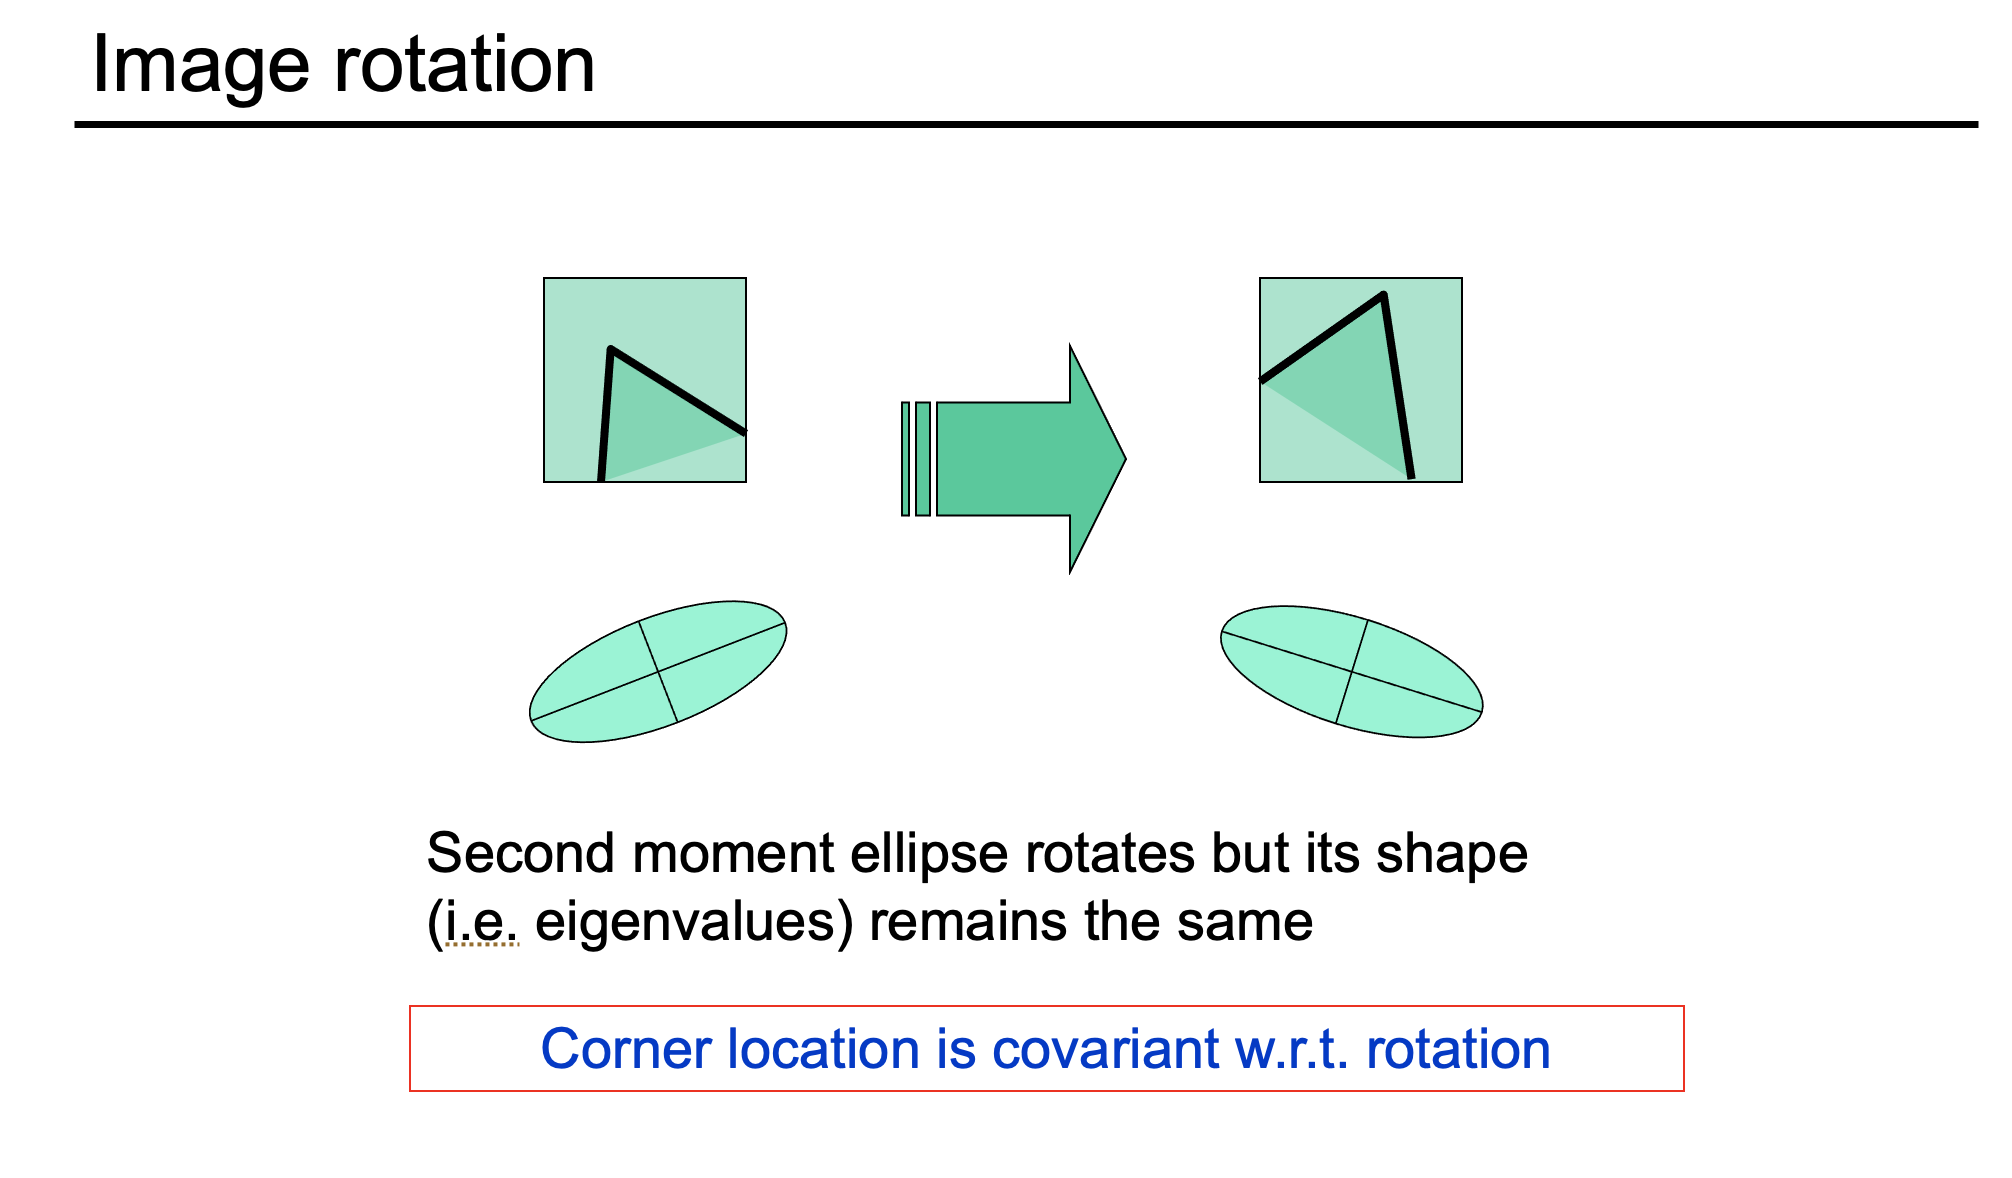 Image rotation
Second moment ellipse rotates but its shape
(i.e. eigenvalues) remains the same
Corner location is covariant w.r.t. rotation